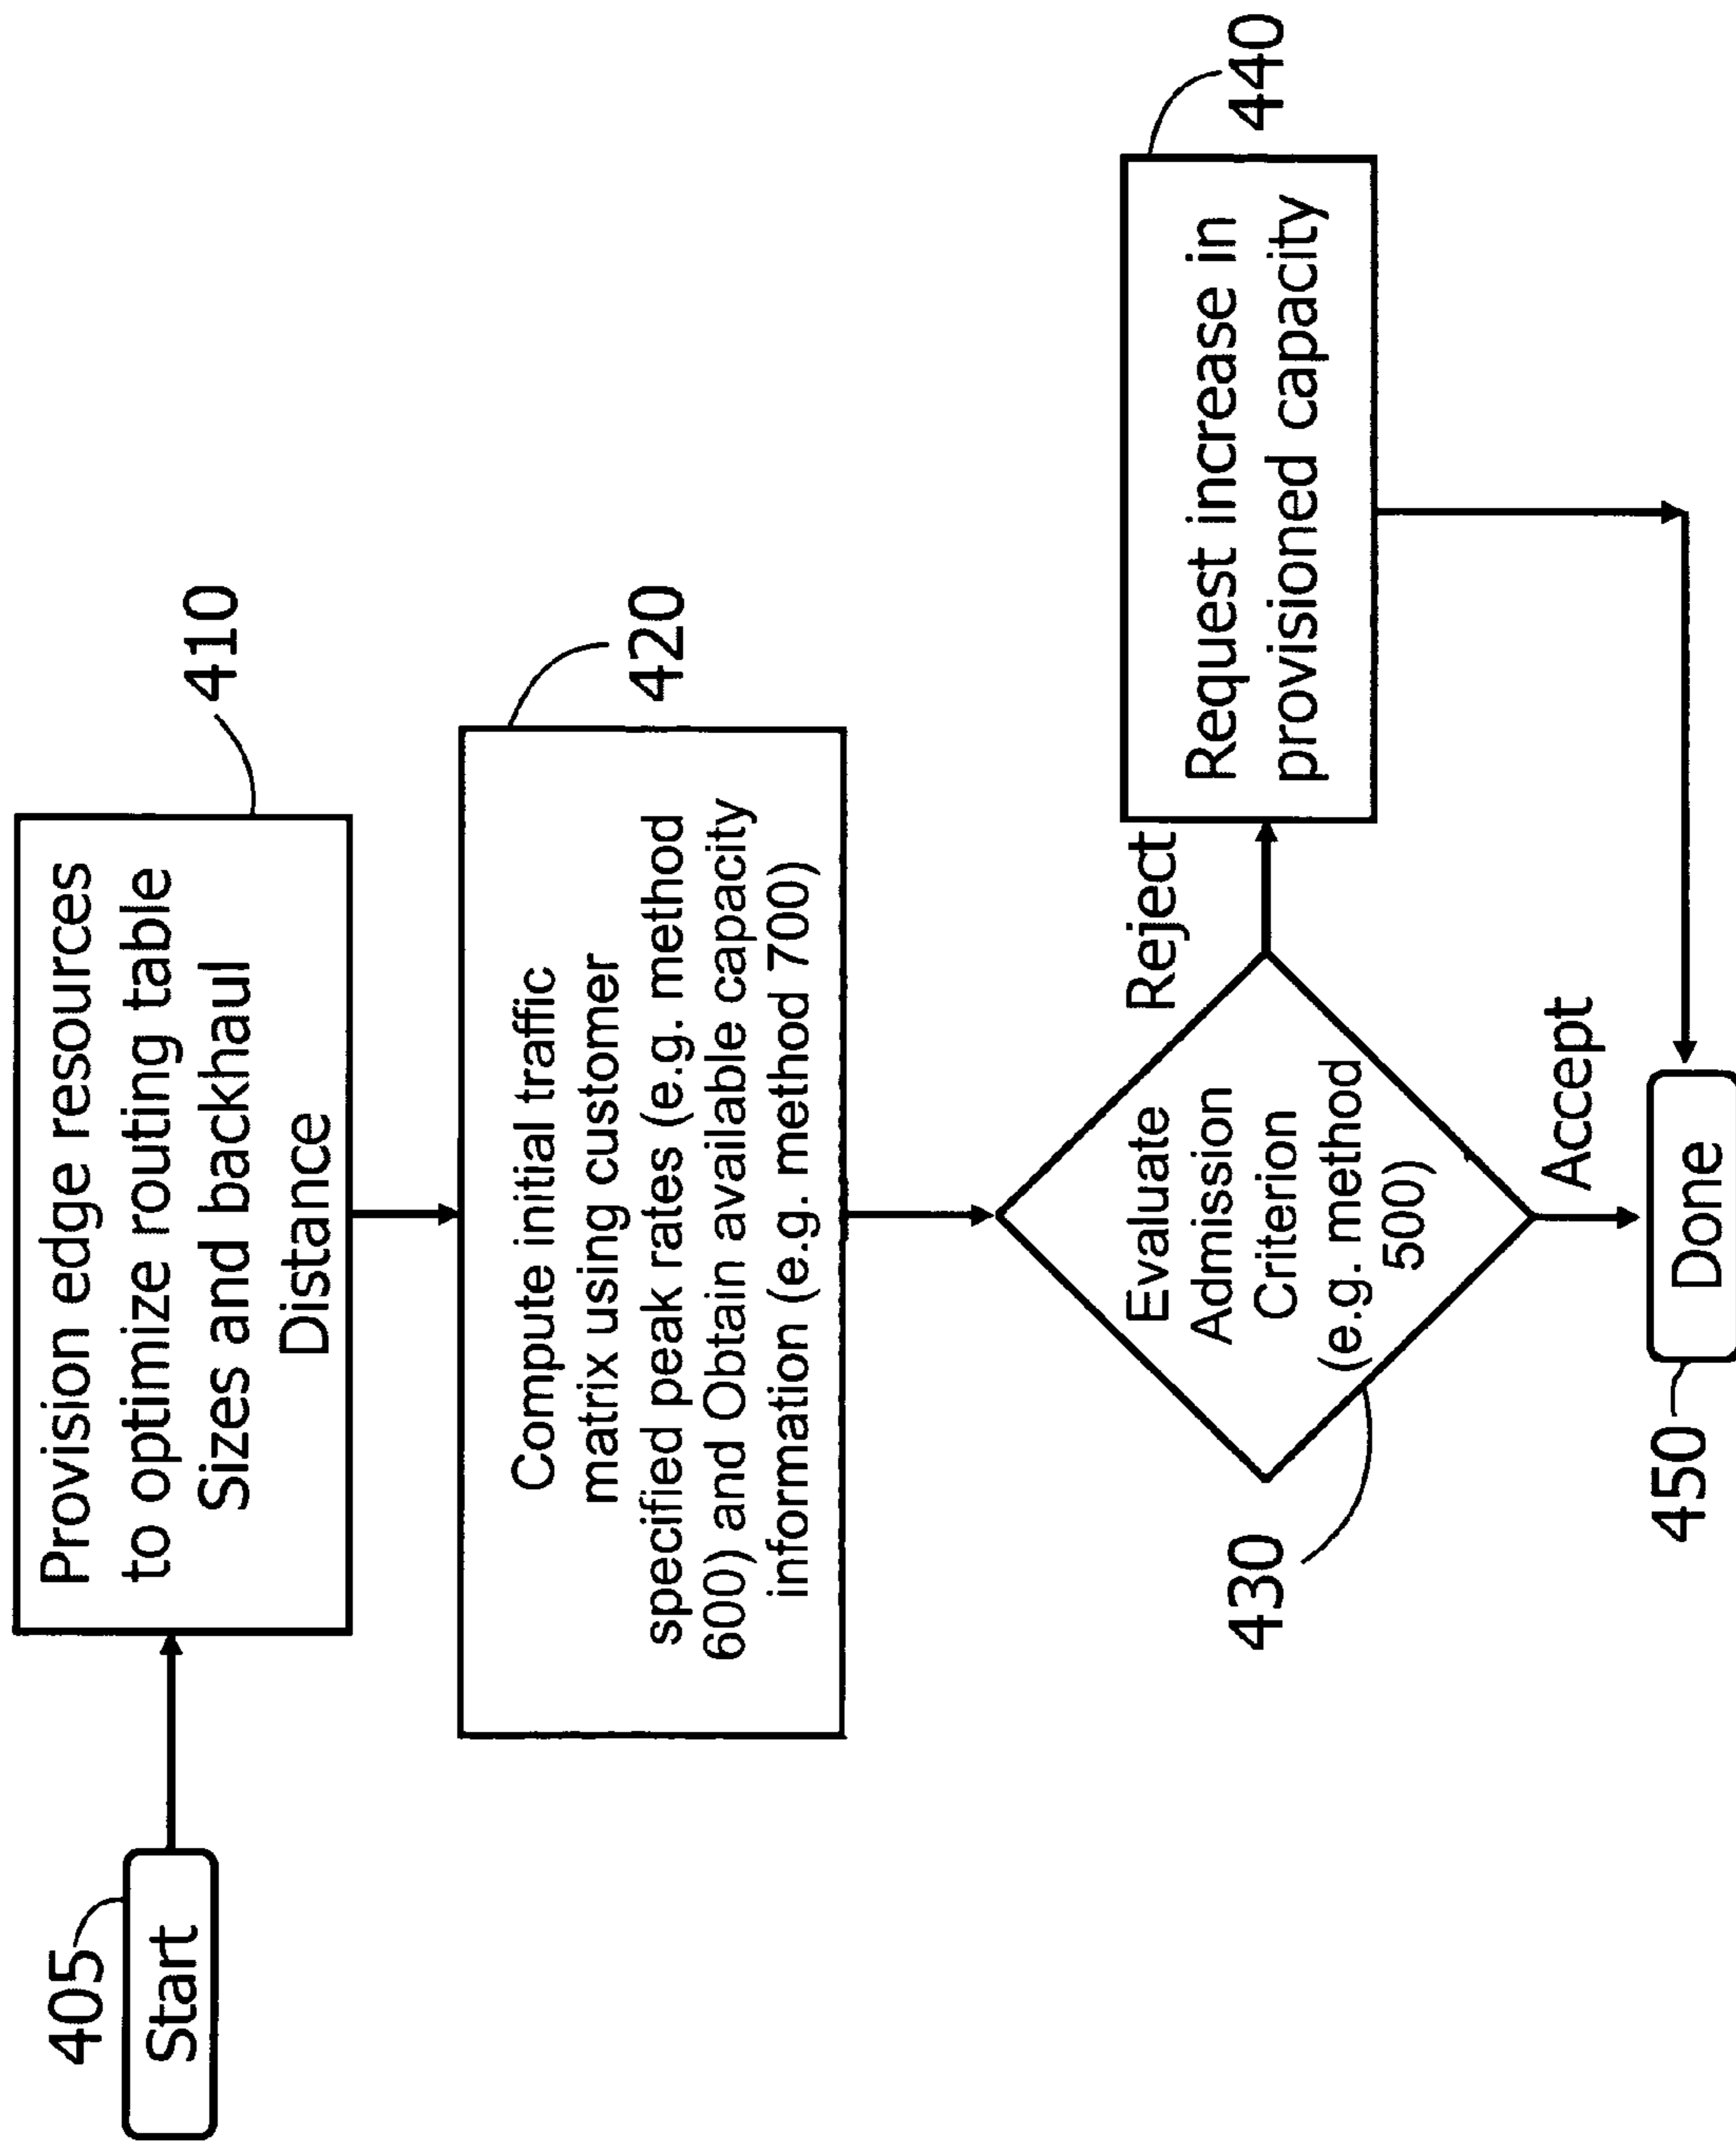 405
Start
Provision edge resources
to optimize routing table
Sizes and backhaul
Distance
410
Compute initial traffic
matrix using customer
specified peak rates (e.g. method
600) and Obtain available capacity
information (e.g. method 700)
420
Evaluate
Admission
Criterion
(e.g. method
500)
430
Reject
Request increase in
provisioned capacity
440
Accept
Done
450